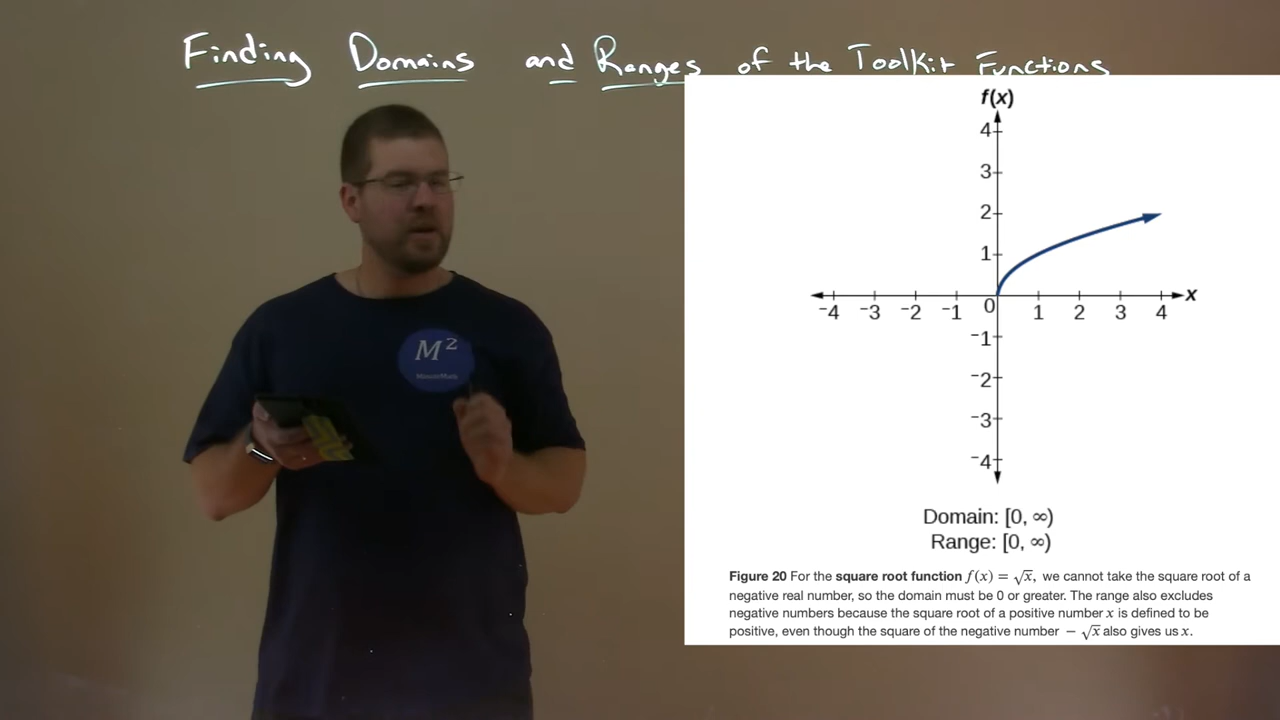 Finding Domains and Ranges of the Toolkit Functions
M²
MinuteMath
f(x)
4
3
2
1
x
-4 -3 -2 -1 0 1 2 3 4
-1
-2
-3
-4
Domain: [0, ∞)
Range: [0, ∞)
Figure 20 For the square root function f(x) = √x, we cannot take the square root of a
negative real number, so the domain must be 0 or greater. The range also excludes
negative numbers because the square root of a positive number x is defined to be
positive, even though the square of the negative number − √x also gives us x.